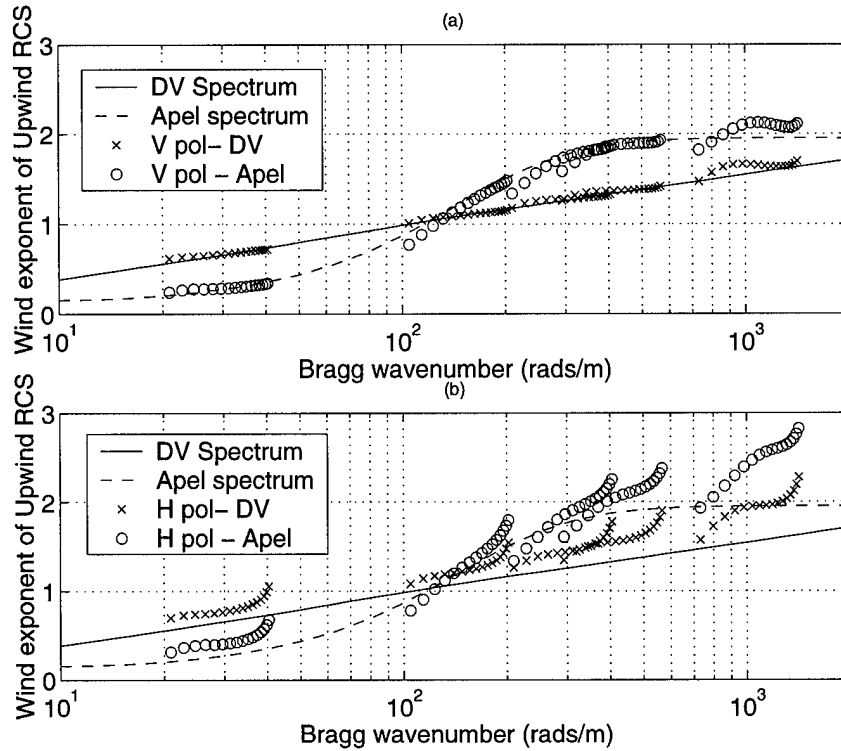 (a)
Wind exponent of Upwind RCS
3
2
1
0
DV Spectrum
Apel spectrum
V pol- DV
V pol - Apel
10^1
10^2
10^3
Bragg wavenumber (rads/m)
(b)
Wind exponent of Upwind RCS
3
2
1
0
DV Spectrum
Apel spectrum
H pol- DV
H pol - Apel
10^1
10^2
10^3
Bragg wavenumber (rads/m)